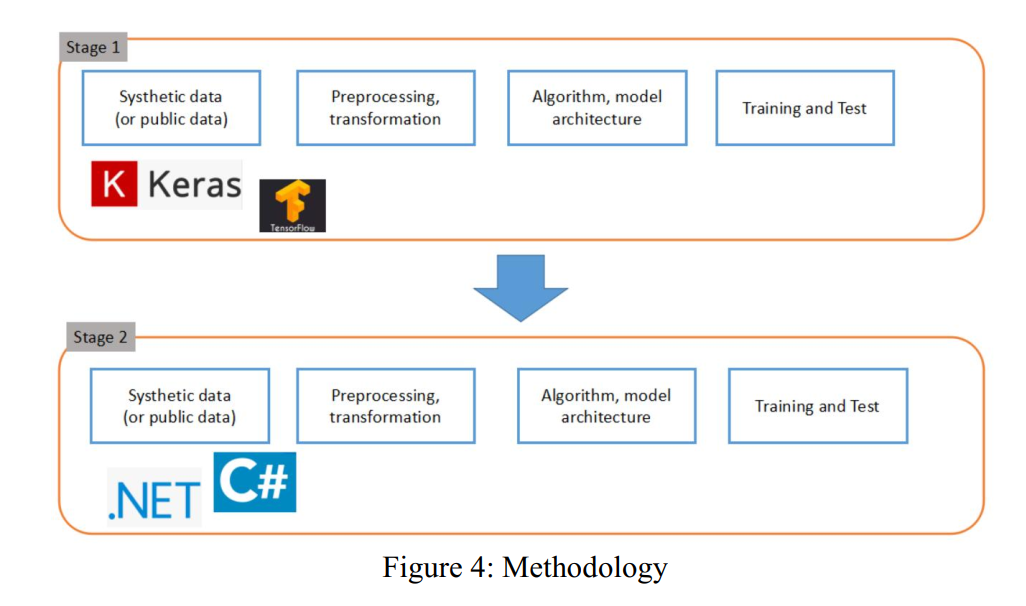 Stage 1
Systhetic data
(or public data)
Preprocessing,
transformation
Algorithm, model
architecture
Training and Test
K Keras
TensorFlow
Stage 2
Systhetic data
(or public data)
Preprocessing,
transformation
Algorithm, model
architecture
Training and Test
.NET
C#
Figure 4: Methodology